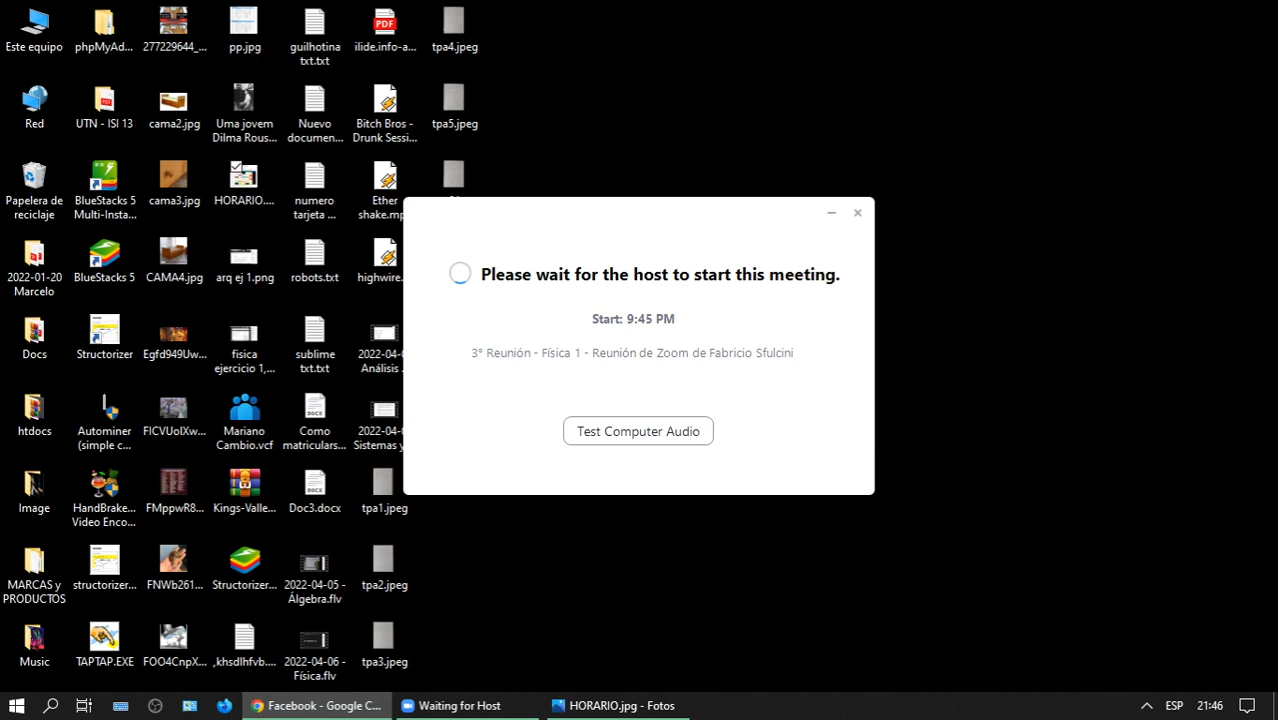 Este equipo
phpMyAd...
277229644_...
pp.jpg
guilhotina
txt.txt
ilide.info-a...
tpa4.jpeg
Red
UTN - ISI 13
cama2.jpg
Uma jovem
Dilma Rous...
Nuevo
documen...
Bitch Bros -
Drunk Sessi...
tpa5.jpeg
Papelera de
reciclaje
BlueStacks 5
Multi-Insta...
cama3.jpg
HORARIO....
numero
tarjeta ...
Ether
shake.mp
2022-01-20
Marcelo
BlueStacks 5
CAMA4.jpg
arq ej 1.png
robots.txt
highwire.
Docs
Structorizer
Egfd949Uw...
fisica
ejercicio 1,...
sublime
txt.txt
2022-04-0
Análisis .
htdocs
Autominer
(simple c...
FICVUoIXw...
Mariano
Cambio.vcf
Como
matriculars...
2022-04-0
Sistemas y
Image
HandBrake...
Video Enco...
FMppwR8...
Kings-Valle...
Doc3.docx
tpa1.jpeg
MARCAS y
PRODUCTOS
structorizer...
FNWb261...
Structorizer...
2022-04-05 -
Álgebra.flv
tpa2.jpeg
Music
TAPTAP.EXE
FOO4CnpX...
,khsdlhfvb....
2022-04-06 -
Física.flv
tpa3.jpeg
Please wait for the host to start this meeting.
Start: 9:45 PM
3° Reunión - Física 1 - Reunión de Zoom de Fabricio Sfulcini
Test Computer Audio
Facebook - Google C...
Waiting for Host
HORARIO.jpg - Fotos
ESP
21:46